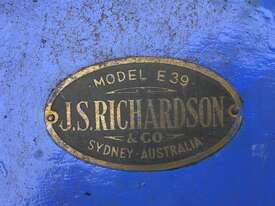 MODEL E39
J.S.RICHARDSON
& CO
SYDNEY-AUSTRALIA